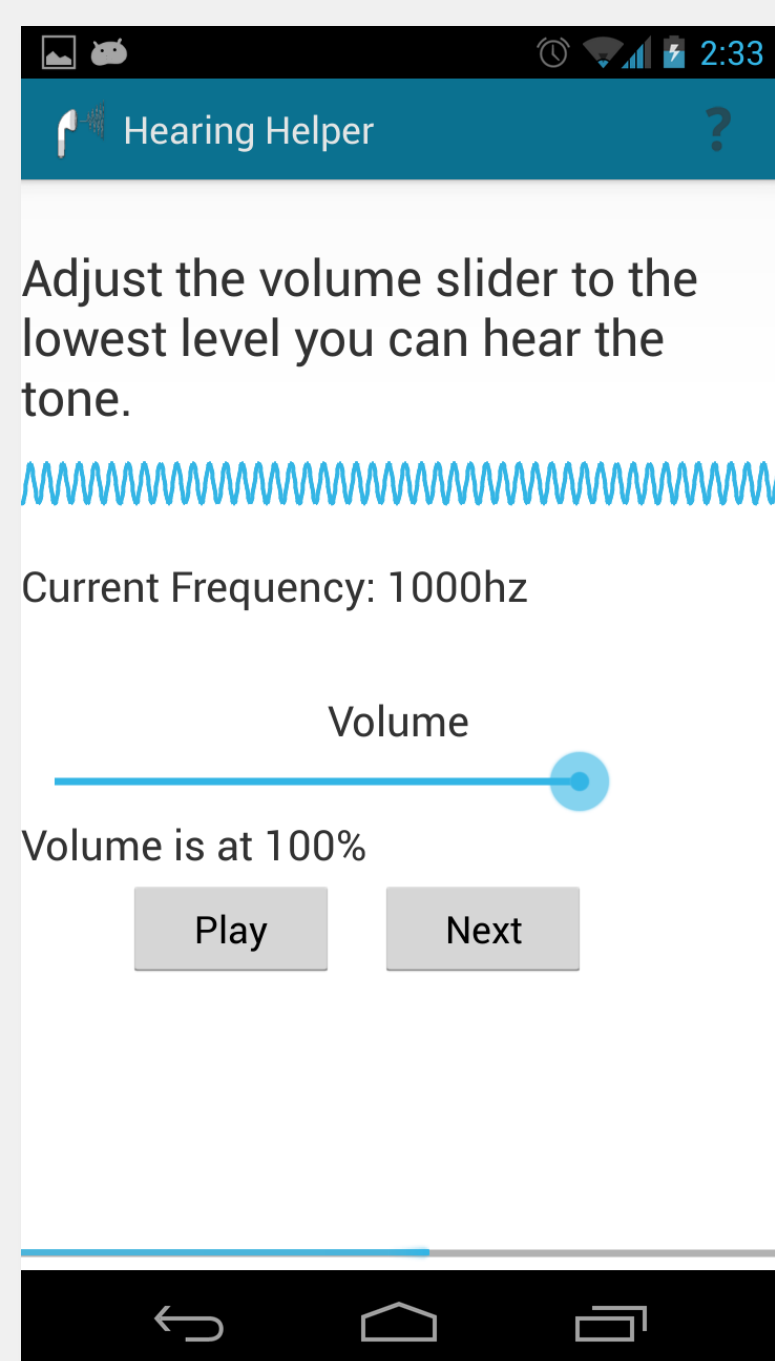 2:33
Hearing Helper ?
Adjust the volume slider to the
lowest level you can hear the
tone.
Current Frequency: 1000hz
Volume
Volume is at 100%
Play Next